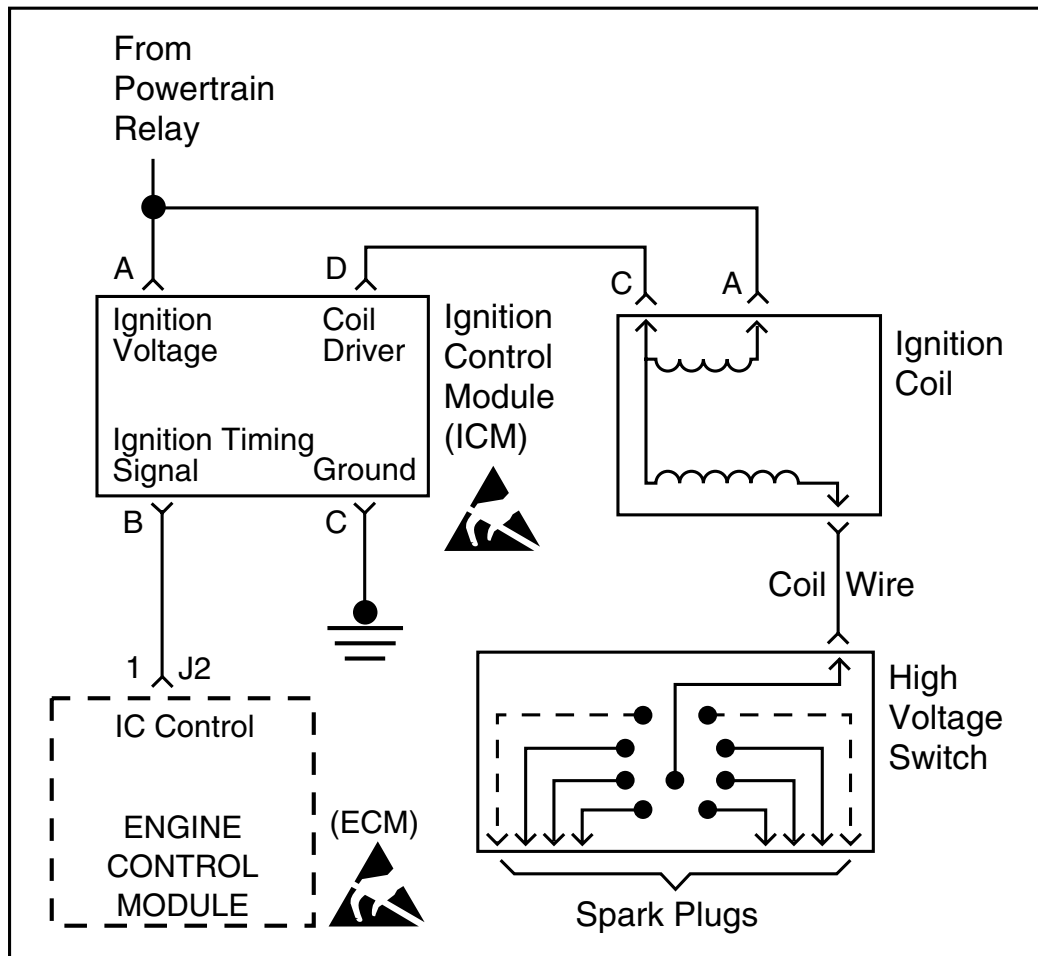 From
Powertrain
Relay
A
D
C
A
Ignition
Voltage
Coil
Driver
Ignition Timing
Signal
Ground
Ignition
Control
Module
(ICM)
Ignition
Coil
B
C
Coil Wire
1
J2
IC Control
ENGINE
CONTROL
MODULE
(ECM)
High
Voltage
Switch
Spark Plugs